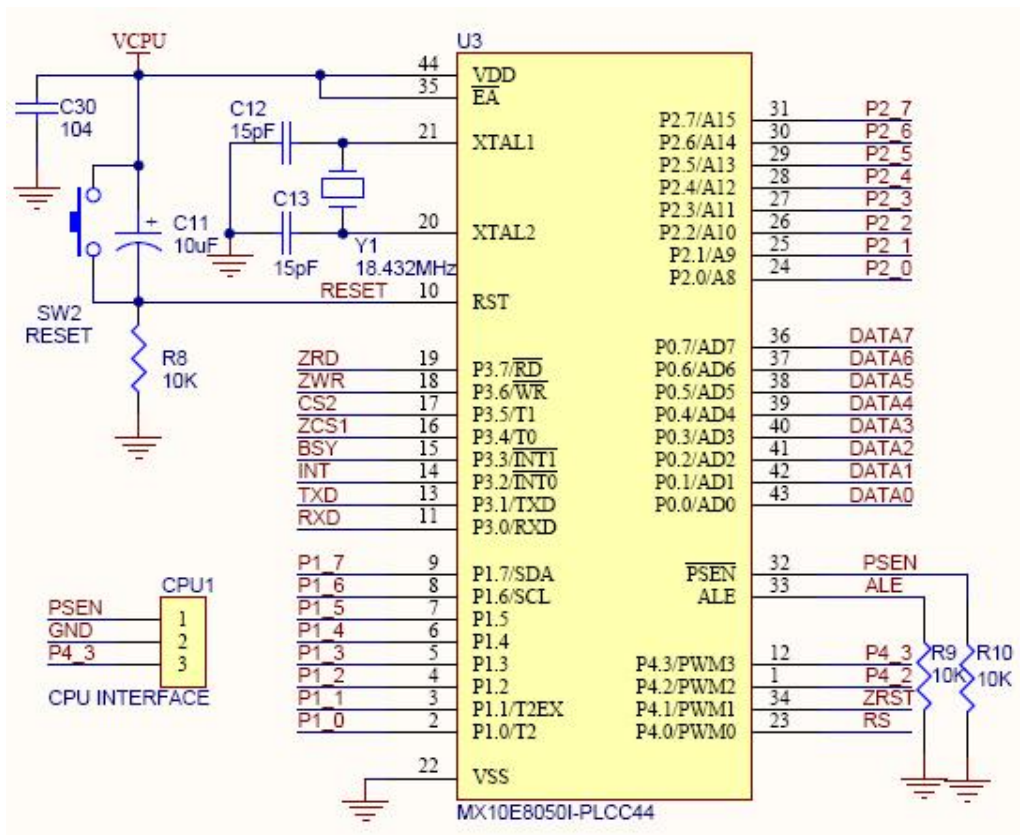 VCPU
C30
104
C12
15pF
C13
15pF
Y1
18.432MHz
C11
10uF
SW2
RESET
R8
10K
RESET
U3
44 VDD
35 EA
21 XTAL1
20 XTAL2
10 RST
ZRD 19 P3.7/RD
ZWR 18 P3.6/WR
CS2 17 P3.5/T1
ZCS1 16 P3.4/T0
BSY 15 P3.3/INT1
INT 14 P3.2/INT0
TXD 13 P3.1/TXD
RXD 11 P3.0/RXD
P1_7 9 P1.7/SDA
P1_6 8 P1.6/SCL
P1_5 7 P1.5
P1_4 6 P1.4
P1_3 5 P1.3
P1_2 4 P1.2
P1_1 3 P1.1/T2EX
P1_0 2 P1.0/T2
22 VSS
P2.7/A15 31 P2_7
P2.6/A14 30 P2_6
P2.5/A13 29 P2_5
P2.4/A12 28 P2_4
P2.3/A11 27 P2_3
P2.2/A10 26 P2_2
P2.1/A9 25 P2_1
P2.0/A8 24 P2_0
P0.7/AD7 36 DATA7
P0.6/AD6 37 DATA6
P0.5/AD5 38 DATA5
P0.4/AD4 39 DATA4
P0.3/AD3 40 DATA3
P0.2/AD2 41 DATA2
P0.1/AD1 42 DATA1
P0.0/AD0 43 DATA0
PSEN 32 PSEN
ALE 33 ALE
P4.3/PWM3 12 P4_3
P4.2/PWM2 1 P4_2
P4.1/PWM1 34 ZRST
P4.0/PWM0 23 RS
R9
10K
R10
10K
MX10E8050I-PLCC44
CPU1
PSEN 1
GND 2
P4_3 3
CPU INTERFACE